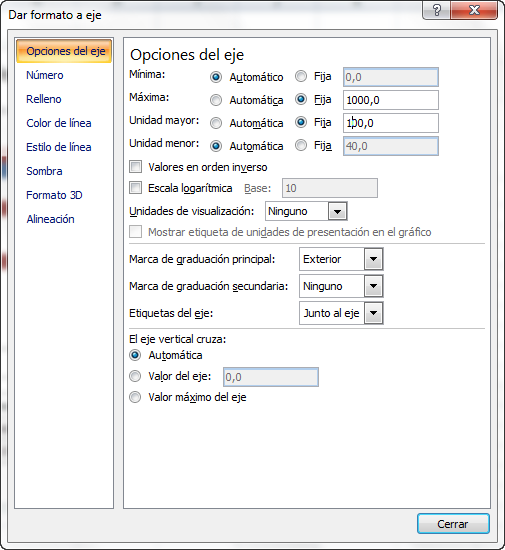 Dar formato a eje
?
Opciones del eje
Número
Relleno
Color de línea
Estilo de línea
Sombra
Formato 3D
Alineación
Opciones del eje
Mínima: Automático Fija 0,0
Máxima: Automática Fija 1000,0
Unidad mayor: Automática Fija 100,0
Unidad menor: Automática Fija 40,0
Valores en orden inverso
Escala logarítmica Base: 10
Unidades de visualización: Ninguno
Mostrar etiqueta de unidades de presentación en el gráfico
Marca de graduación principal: Exterior
Marca de graduación secundaria: Ninguno
Etiquetas del eje: Junto al eje
El eje vertical cruza:
Automática
Valor del eje: 0,0
Valor máximo del eje
Cerrar